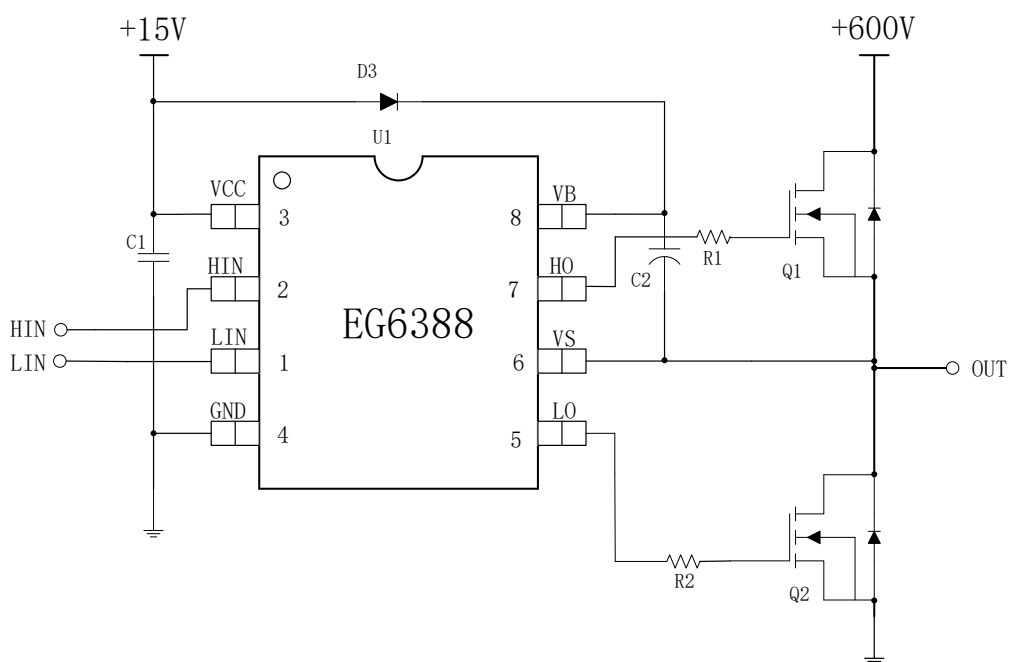 +15V
+600V
D3
U1
VCC
3
8
VB
C1
R1
Q1
HIN
2
7
HO
C2
EG6388
HIN
LIN
LIN
1
6
VS
OUT
GND
4
5
LO
R2
Q2